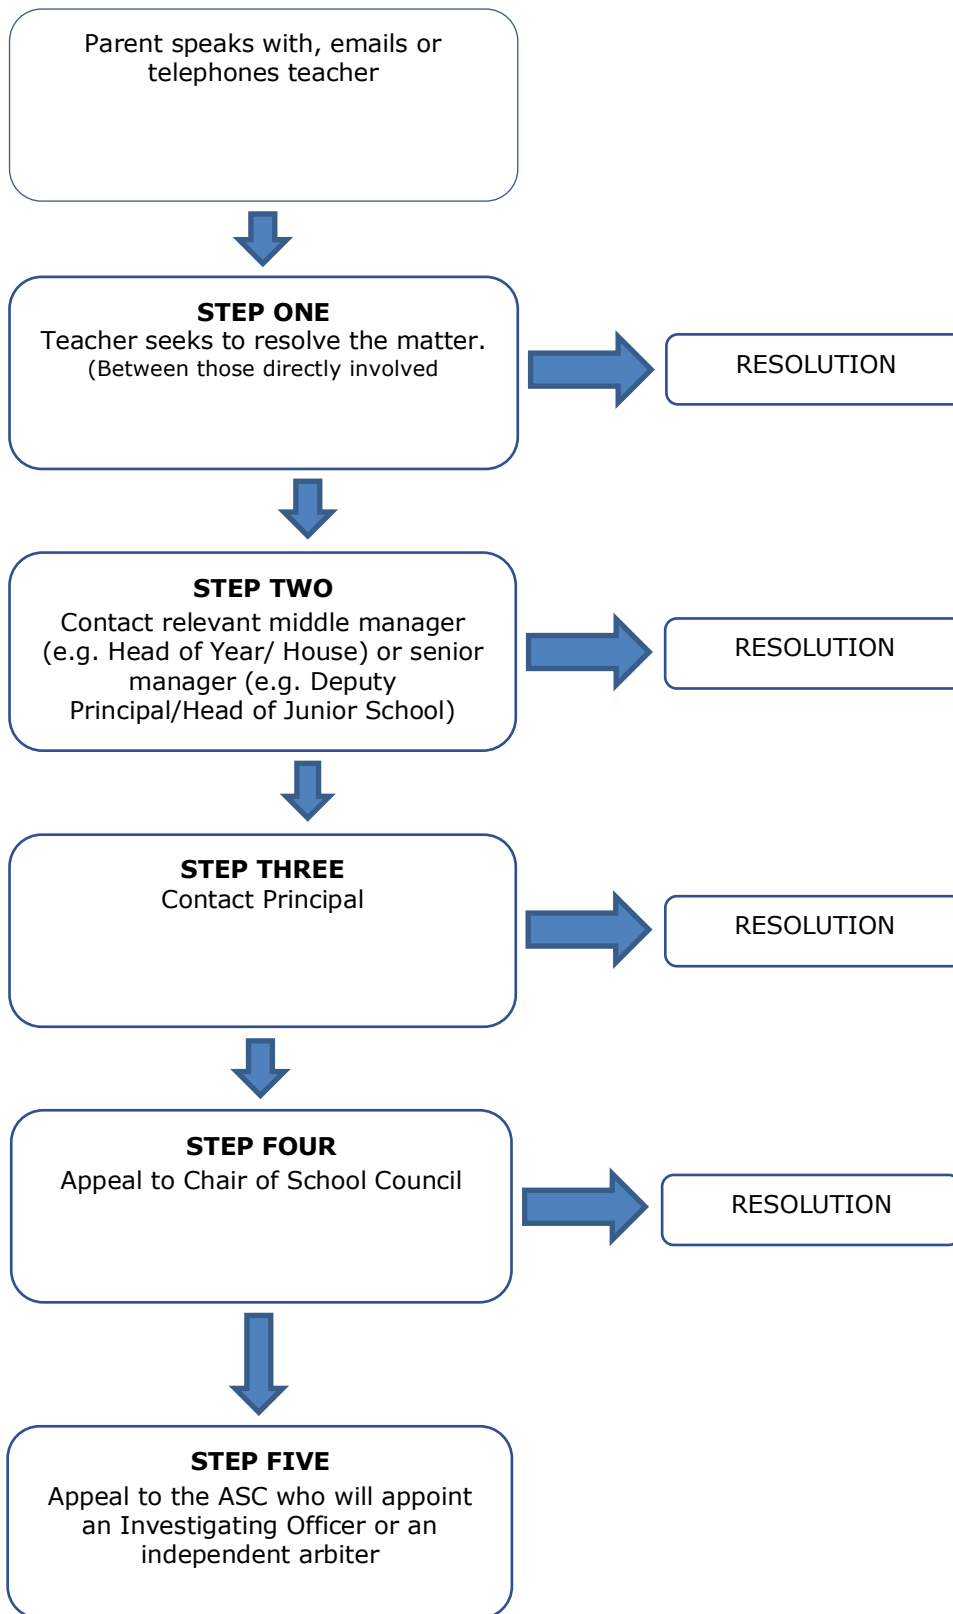 Parent speaks with, emails or
telephones teacher
STEP ONE
Teacher seeks to resolve the matter.
(Between those directly involved
RESOLUTION
STEP TWO
Contact relevant middle manager
(e.g. Head of Year/ House) or senior
manager (e.g. Deputy
Principal/Head of Junior School)
RESOLUTION
STEP THREE
Contact Principal
RESOLUTION
STEP FOUR
Appeal to Chair of School Council
RESOLUTION
STEP FIVE
Appeal to the ASC who will appoint
an Investigating Officer or an
independent arbiter